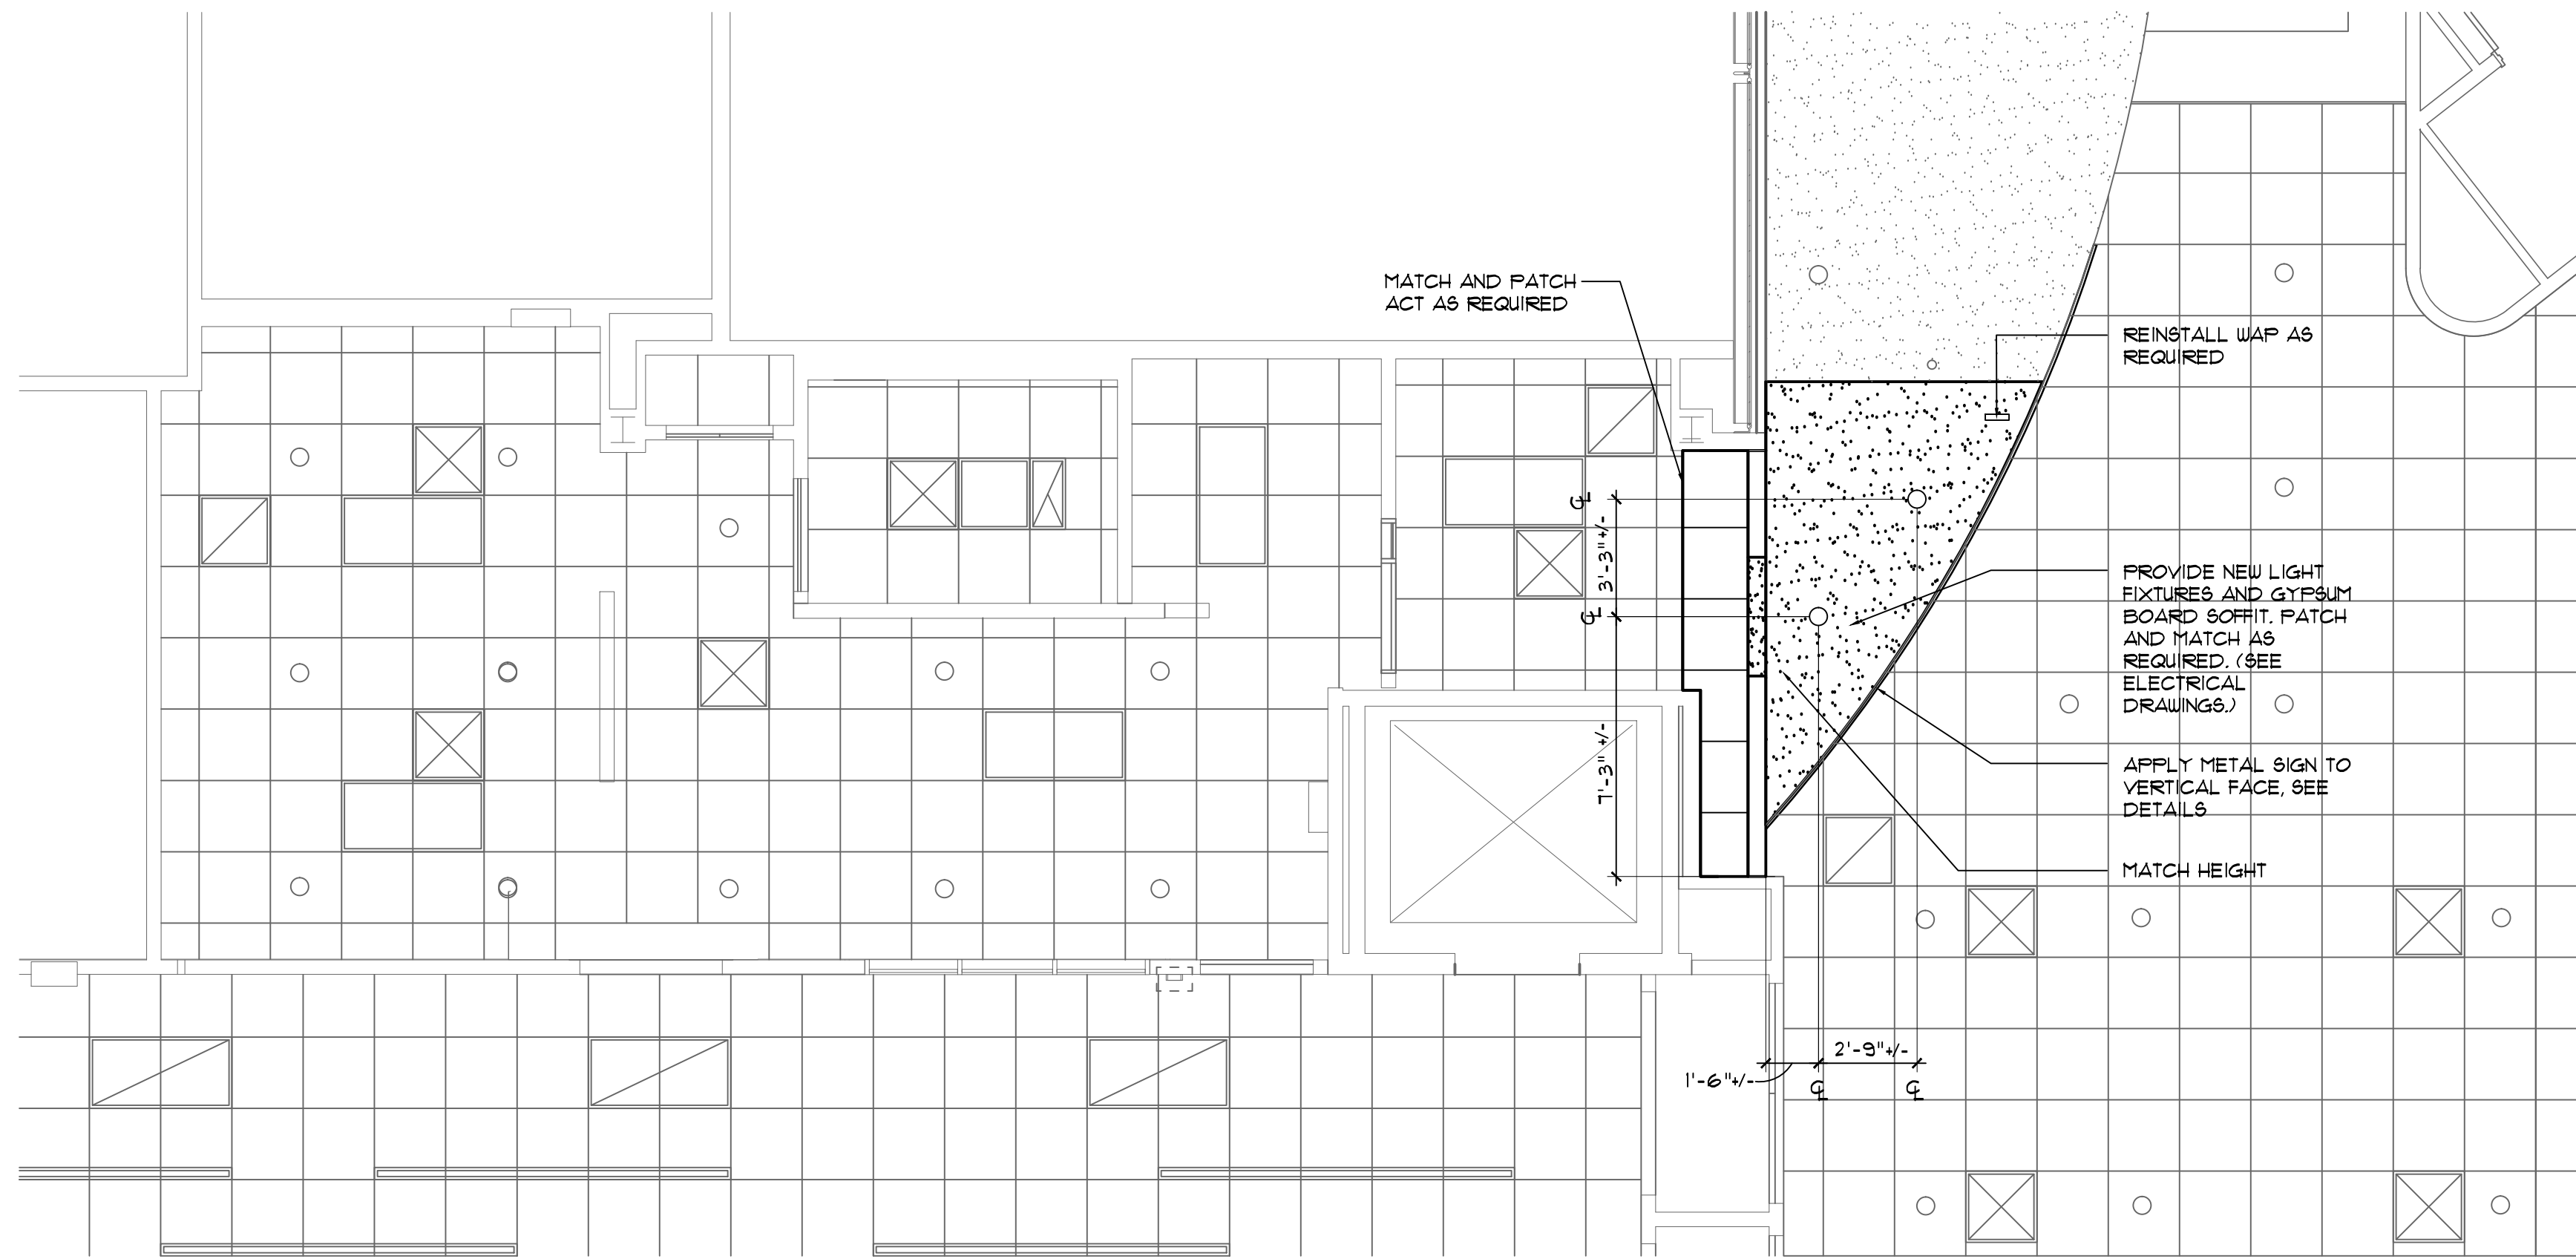 MATCH AND PATCH
ACT AS REQUIRED
REINSTALL WAP AS
REQUIRED
PROVIDE NEW LIGHT
FIXTURES AND GYPSUM
BOARD SOFFIT. PATCH
AND MATCH AS
REQUIRED. (SEE
ELECTRICAL
DRAWINGS.)
APPLY METAL SIGN TO
VERTICAL FACE, SEE
DETAILS
MATCH HEIGHT
℄
3'-3"+/-
℄
7'-3"+/-
2'-9"+/-
1'-6"+/-
℄
℄